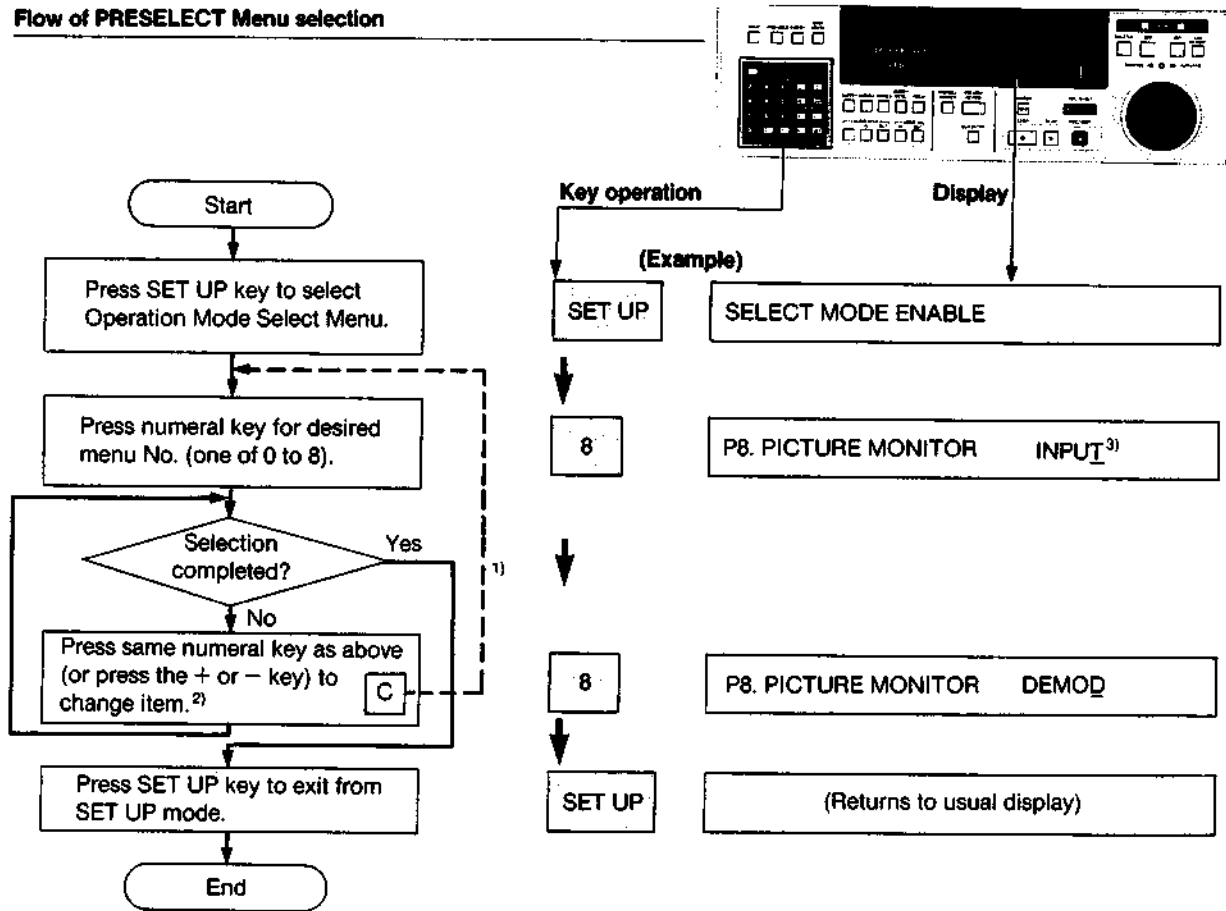 Flow of PRESELECT Menu selection
Key operation
Display
(Example)
Start
Press SET UP key to select
Operation Mode Select Menu.
SET UP
SELECT MODE ENABLE
Press numeral key for desired
menu No. (one of 0 to 8).
8
P8. PICTURE MONITOR INPUT 3)
Selection
completed?
Yes
1)
No
Press same numeral key as above
(or press the + or − key) to
change item. 2)
C
8
P8. PICTURE MONITOR DEMOD
Press SET UP key to exit from
SET UP mode.
SET UP
(Returns to usual display)
End